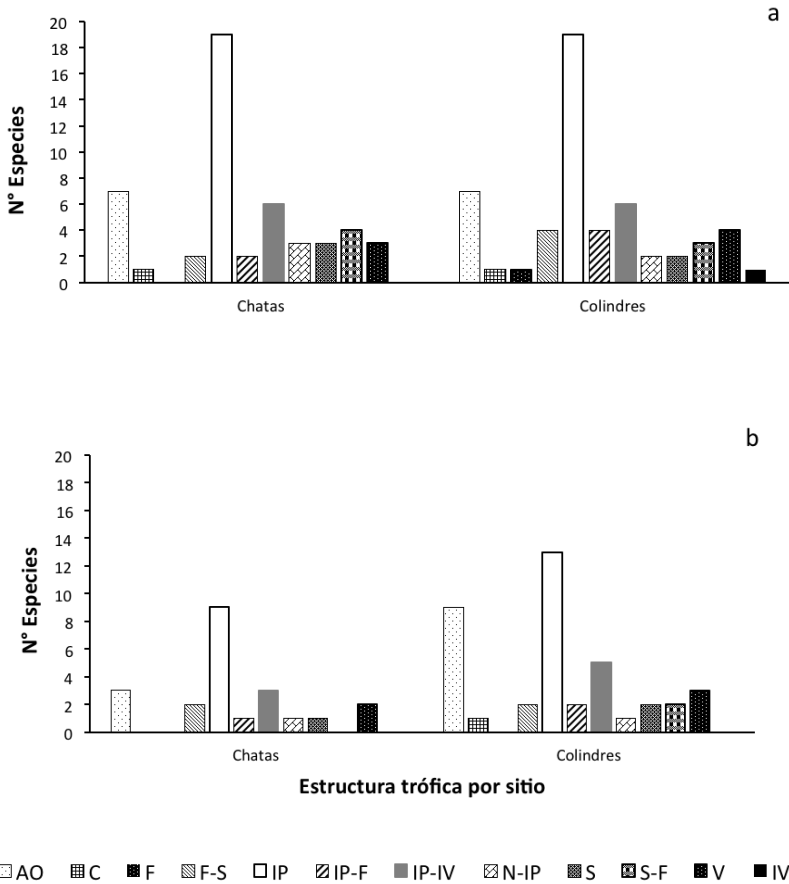 a
N° Especies
20
18
16
14
12
10
8
6
4
2
0
Chatas Colindres
b
N° Especies
20
18
16
14
12
10
8
6
4
2
0
Chatas Colindres
Estructura trófica por sitio
AO C F F-S IP IP-F IP-IV N-IP S S-F V IV